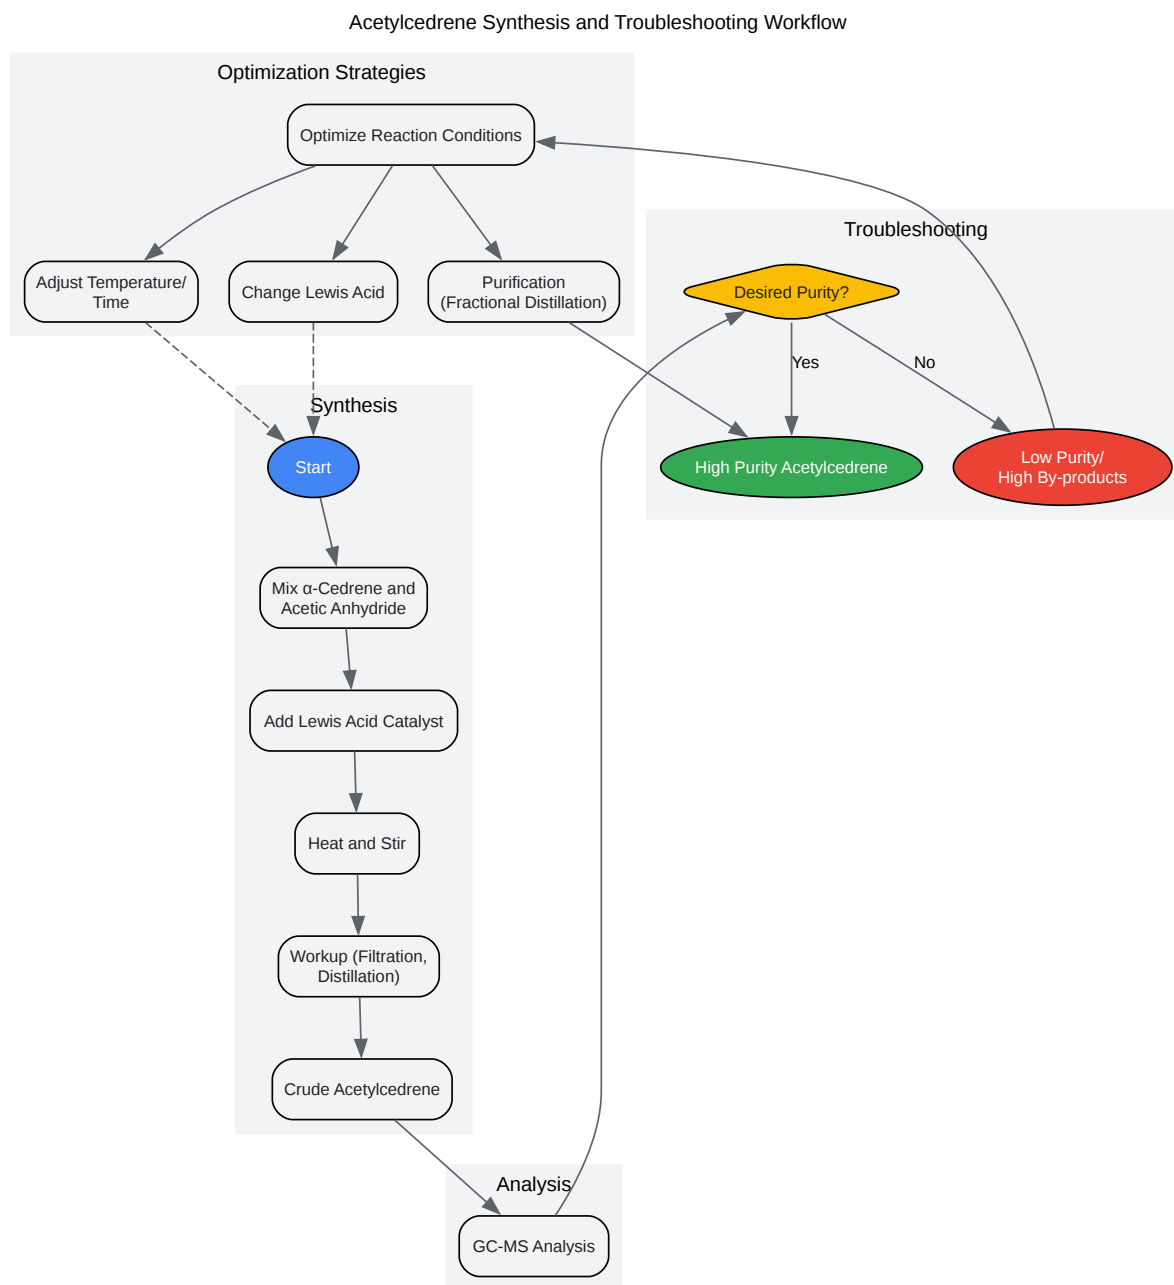 Acetylcedrene Synthesis and Troubleshooting Workflow
Optimization Strategies
Optimize Reaction Conditions
Adjust Temperature/
Time
Change Lewis Acid
Purification
(Fractional Distillation)
Troubleshooting
Desired Purity?
Yes
No
High Purity Acetylcedrene
Low Purity/
High By-products
Synthesis
Start
Mix α-Cedrene and
Acetic Anhydride
Add Lewis Acid Catalyst
Heat and Stir
Workup (Filtration,
Distillation)
Crude Acetylcedrene
Analysis
GC-MS Analysis